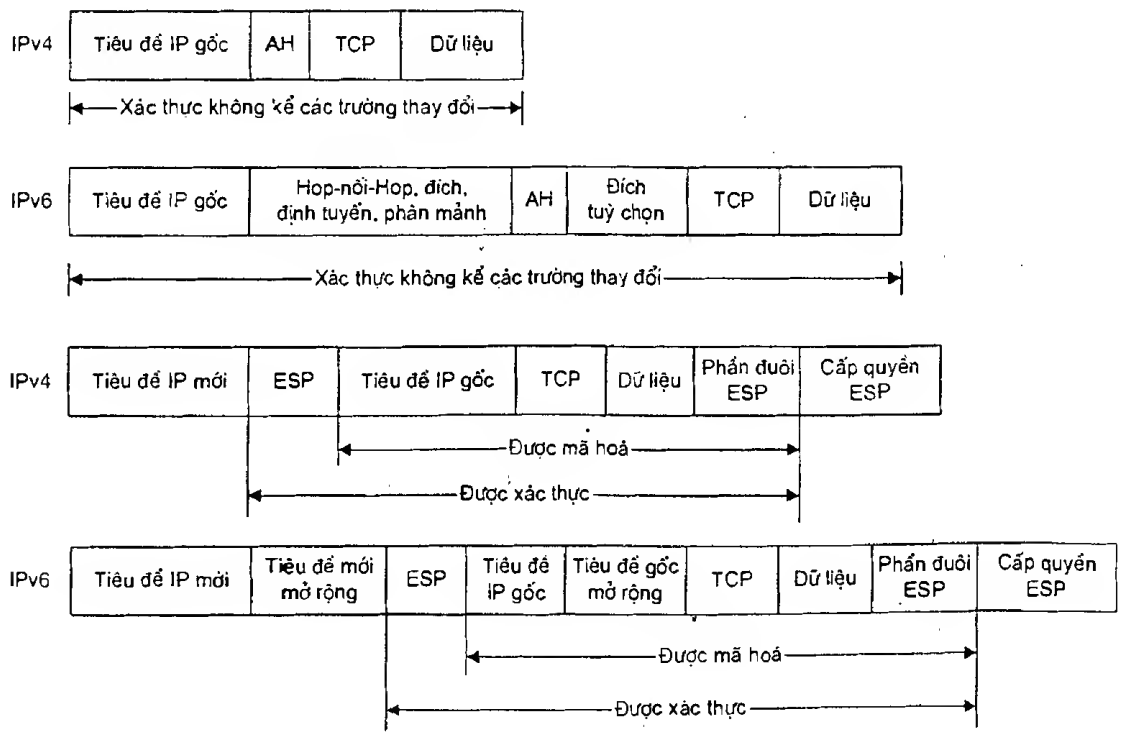 IPv4 Tiêu đề IP gốc AH TCP Dữ liệu
Xác thực không kể các trường thay đổi
IPv6 Tiêu đề IP gốc Hop-nối-Hop, đích, định tuyến, phân mảnh AH Đích tuỳ chọn TCP Dữ liệu
Xác thực không kể các trường thay đổi
IPv4 Tiêu đề IP mới ESP Tiêu đề IP gốc TCP Dữ liệu Phần đuôi ESP Cấp quyền ESP
Được mã hoá
Được xác thực
IPv6 Tiêu đề IP mới Tiêu đề mới mở rộng ESP Tiêu đề IP gốc Tiêu đề gốc mở rộng TCP Dữ liệu Phần đuôi ESP Cấp quyền ESP
Được mã hoá
Được xác thực